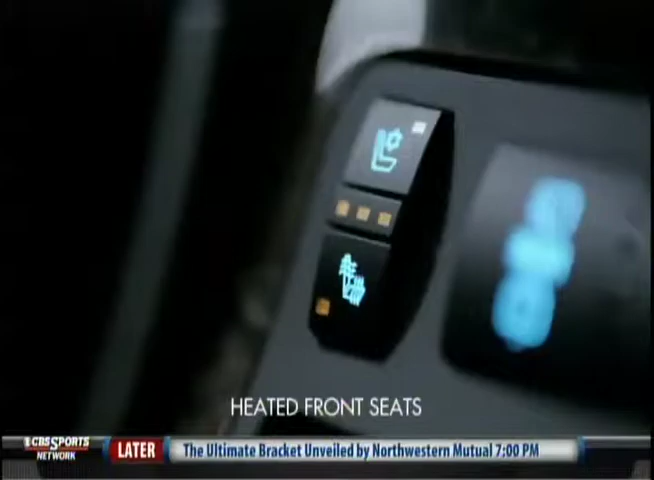 HEATED FRONT SEATS
CBS SPORTS
NETWORK
LATER
The Ultimate Bracket Unveiled by Northwestern Mutual 7:00 PM